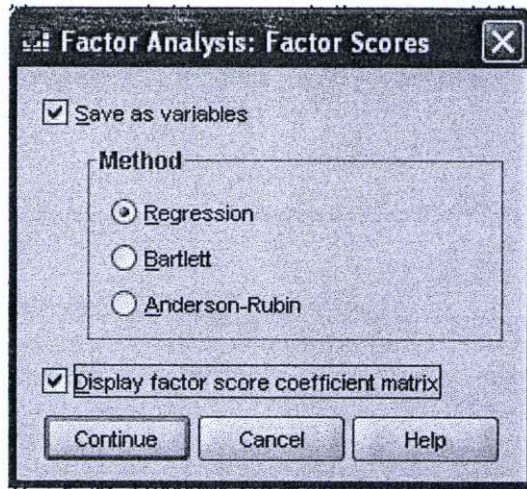 Factor Analysis: Factor Scores
Save as variables
Method
Regression
Bartlett
Anderson-Rubin
Display factor score coefficient matrix
Continue Cancel Help